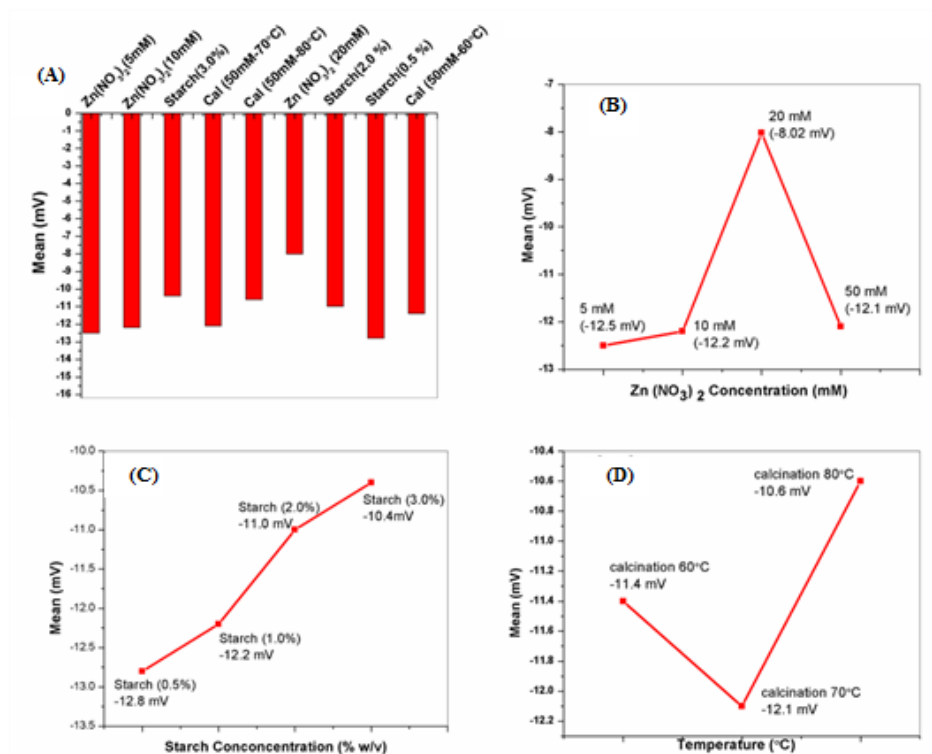 (A)
Zn(NO3)2(5mM)
Zn(NO3)2(10mM)
Starch(3.0%)
Cal (50mM-70°C)
Cal (50mM-80°C)
Zn (NO3)2 (20mM)
Starch(2.0 %)
Starch(0.5 %)
Cal (50mM-60°C)
0
-1
-2
-3
-4
-5
-6
-7
-8
-9
-10
-11
-12
-13
-14
-15
-16
Mean (mV)
(B)
-7
-8
-9
-10
-11
-12
-13
Mean (mV)
20 mM
(-8.02 mV)
5 mM
(-12.5 mV)
10 mM
(-12.2 mV)
50 mM
(-12.1 mV)
Zn (NO3) 2 Concentration (mM)
(C)
-10.0
-10.5
-11.0
-11.5
-12.0
-12.5
-13.0
-13.5
Mean (mV)
Starch (3.0%)
-10.4mV
Starch (2.0%)
-11.0 mV
Starch (1.0%)
-12.2 mV
Starch (0.5%)
-12.8 mV
Starch Conconcentration (% w/v)
(D)
-10.4
-10.6
-10.8
-11.0
-11.2
-11.4
-11.6
-11.8
-12.0
-12.2
Mean (mV)
calcination 80°C
-10.6 mV
calcination 60°C
-11.4 mV
calcination 70°C
-12.1 mV
Temperature (°C)